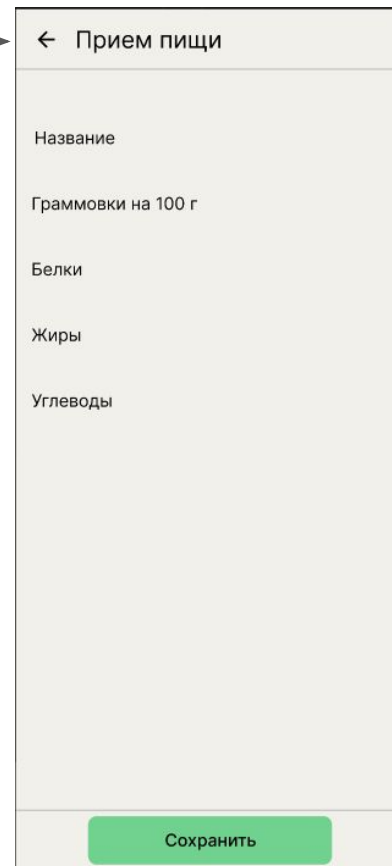 Прием пищи
Название
Граммовки на 100 г
Белки
Жиры
Углеводы
Сохранить